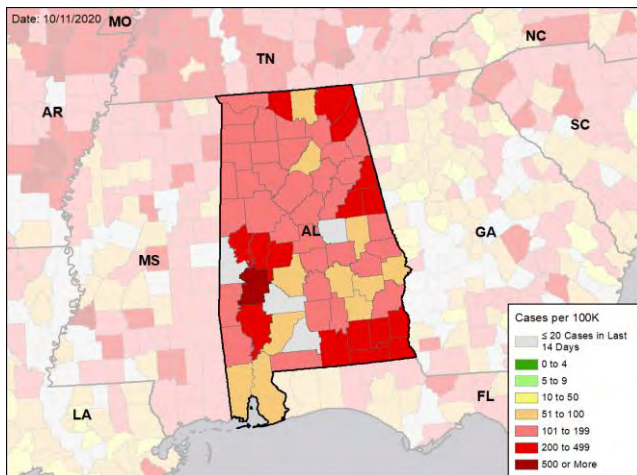 Date: 10/11/2020
MO
NC
TN
AR
SC
AL
MS
GA
LA
FL
Cases per 100K
≤ 20 Cases in Last
14 Days
0 to 4
5 to 9
10 to 50
51 to 100
101 to 199
200 to 499
500 or More